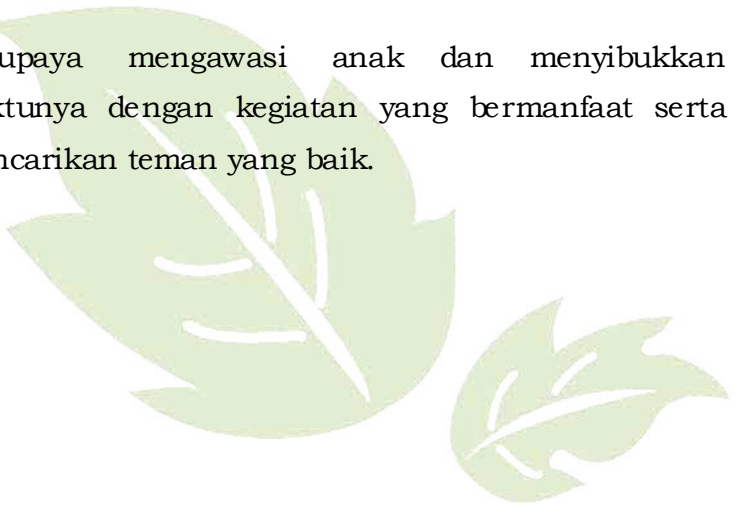 upaya mengawasi anak dan menyibukkan
ktunya dengan kegiatan yang bermanfaat serta
ncarikan teman yang baik.